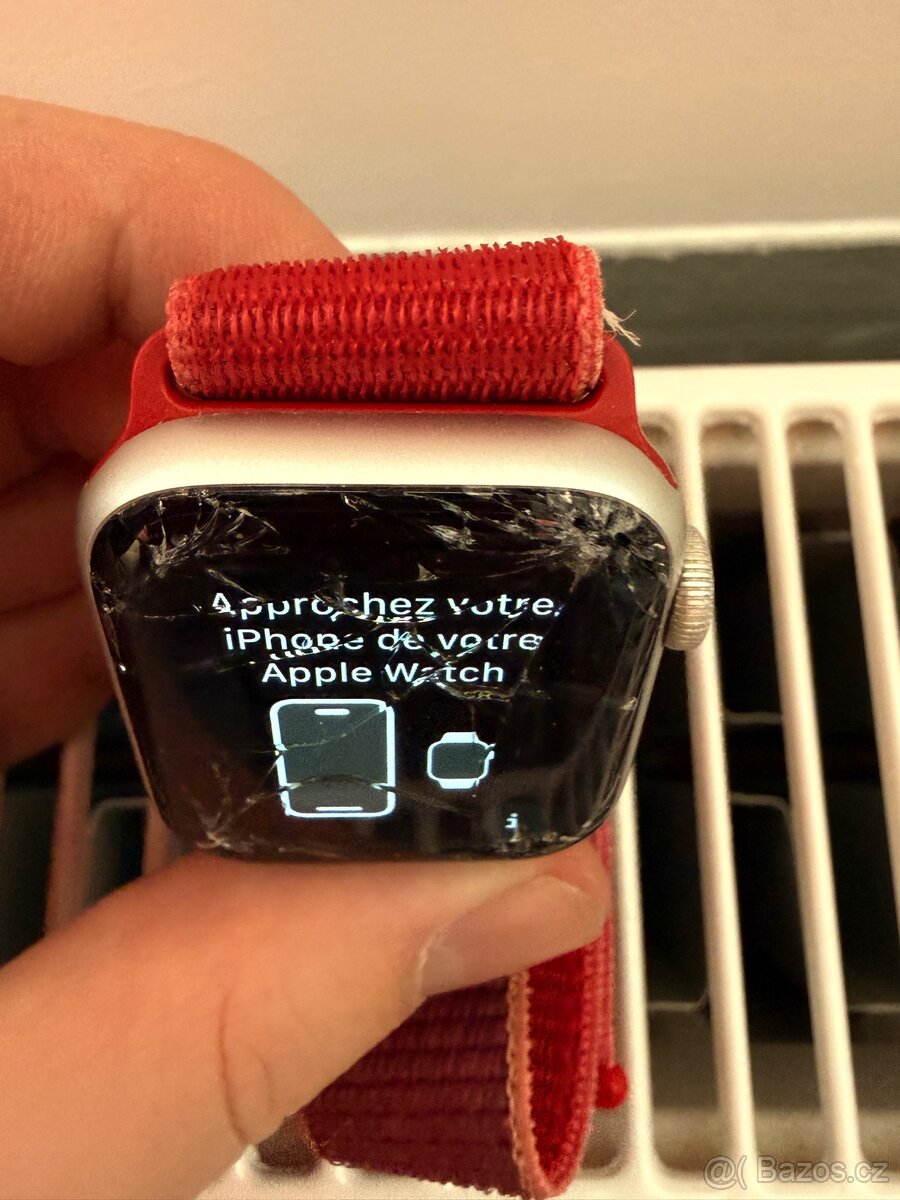 Approchez votre
iPhone de votre
Apple Watch
i
@( Bazos.cz